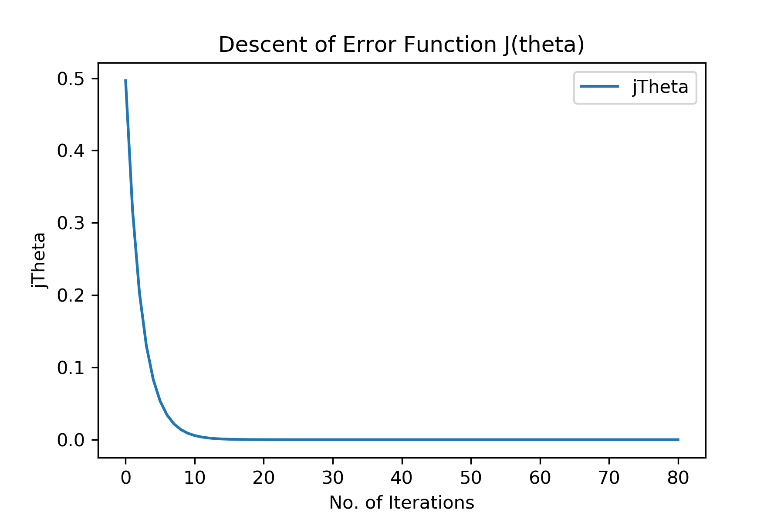 Descent of Error Function J(theta)
jTheta
0.5
0.4
0.3
0.2
0.1
0.0
jTheta
0 10 20 30 40 50 60 70 80
No. of Iterations